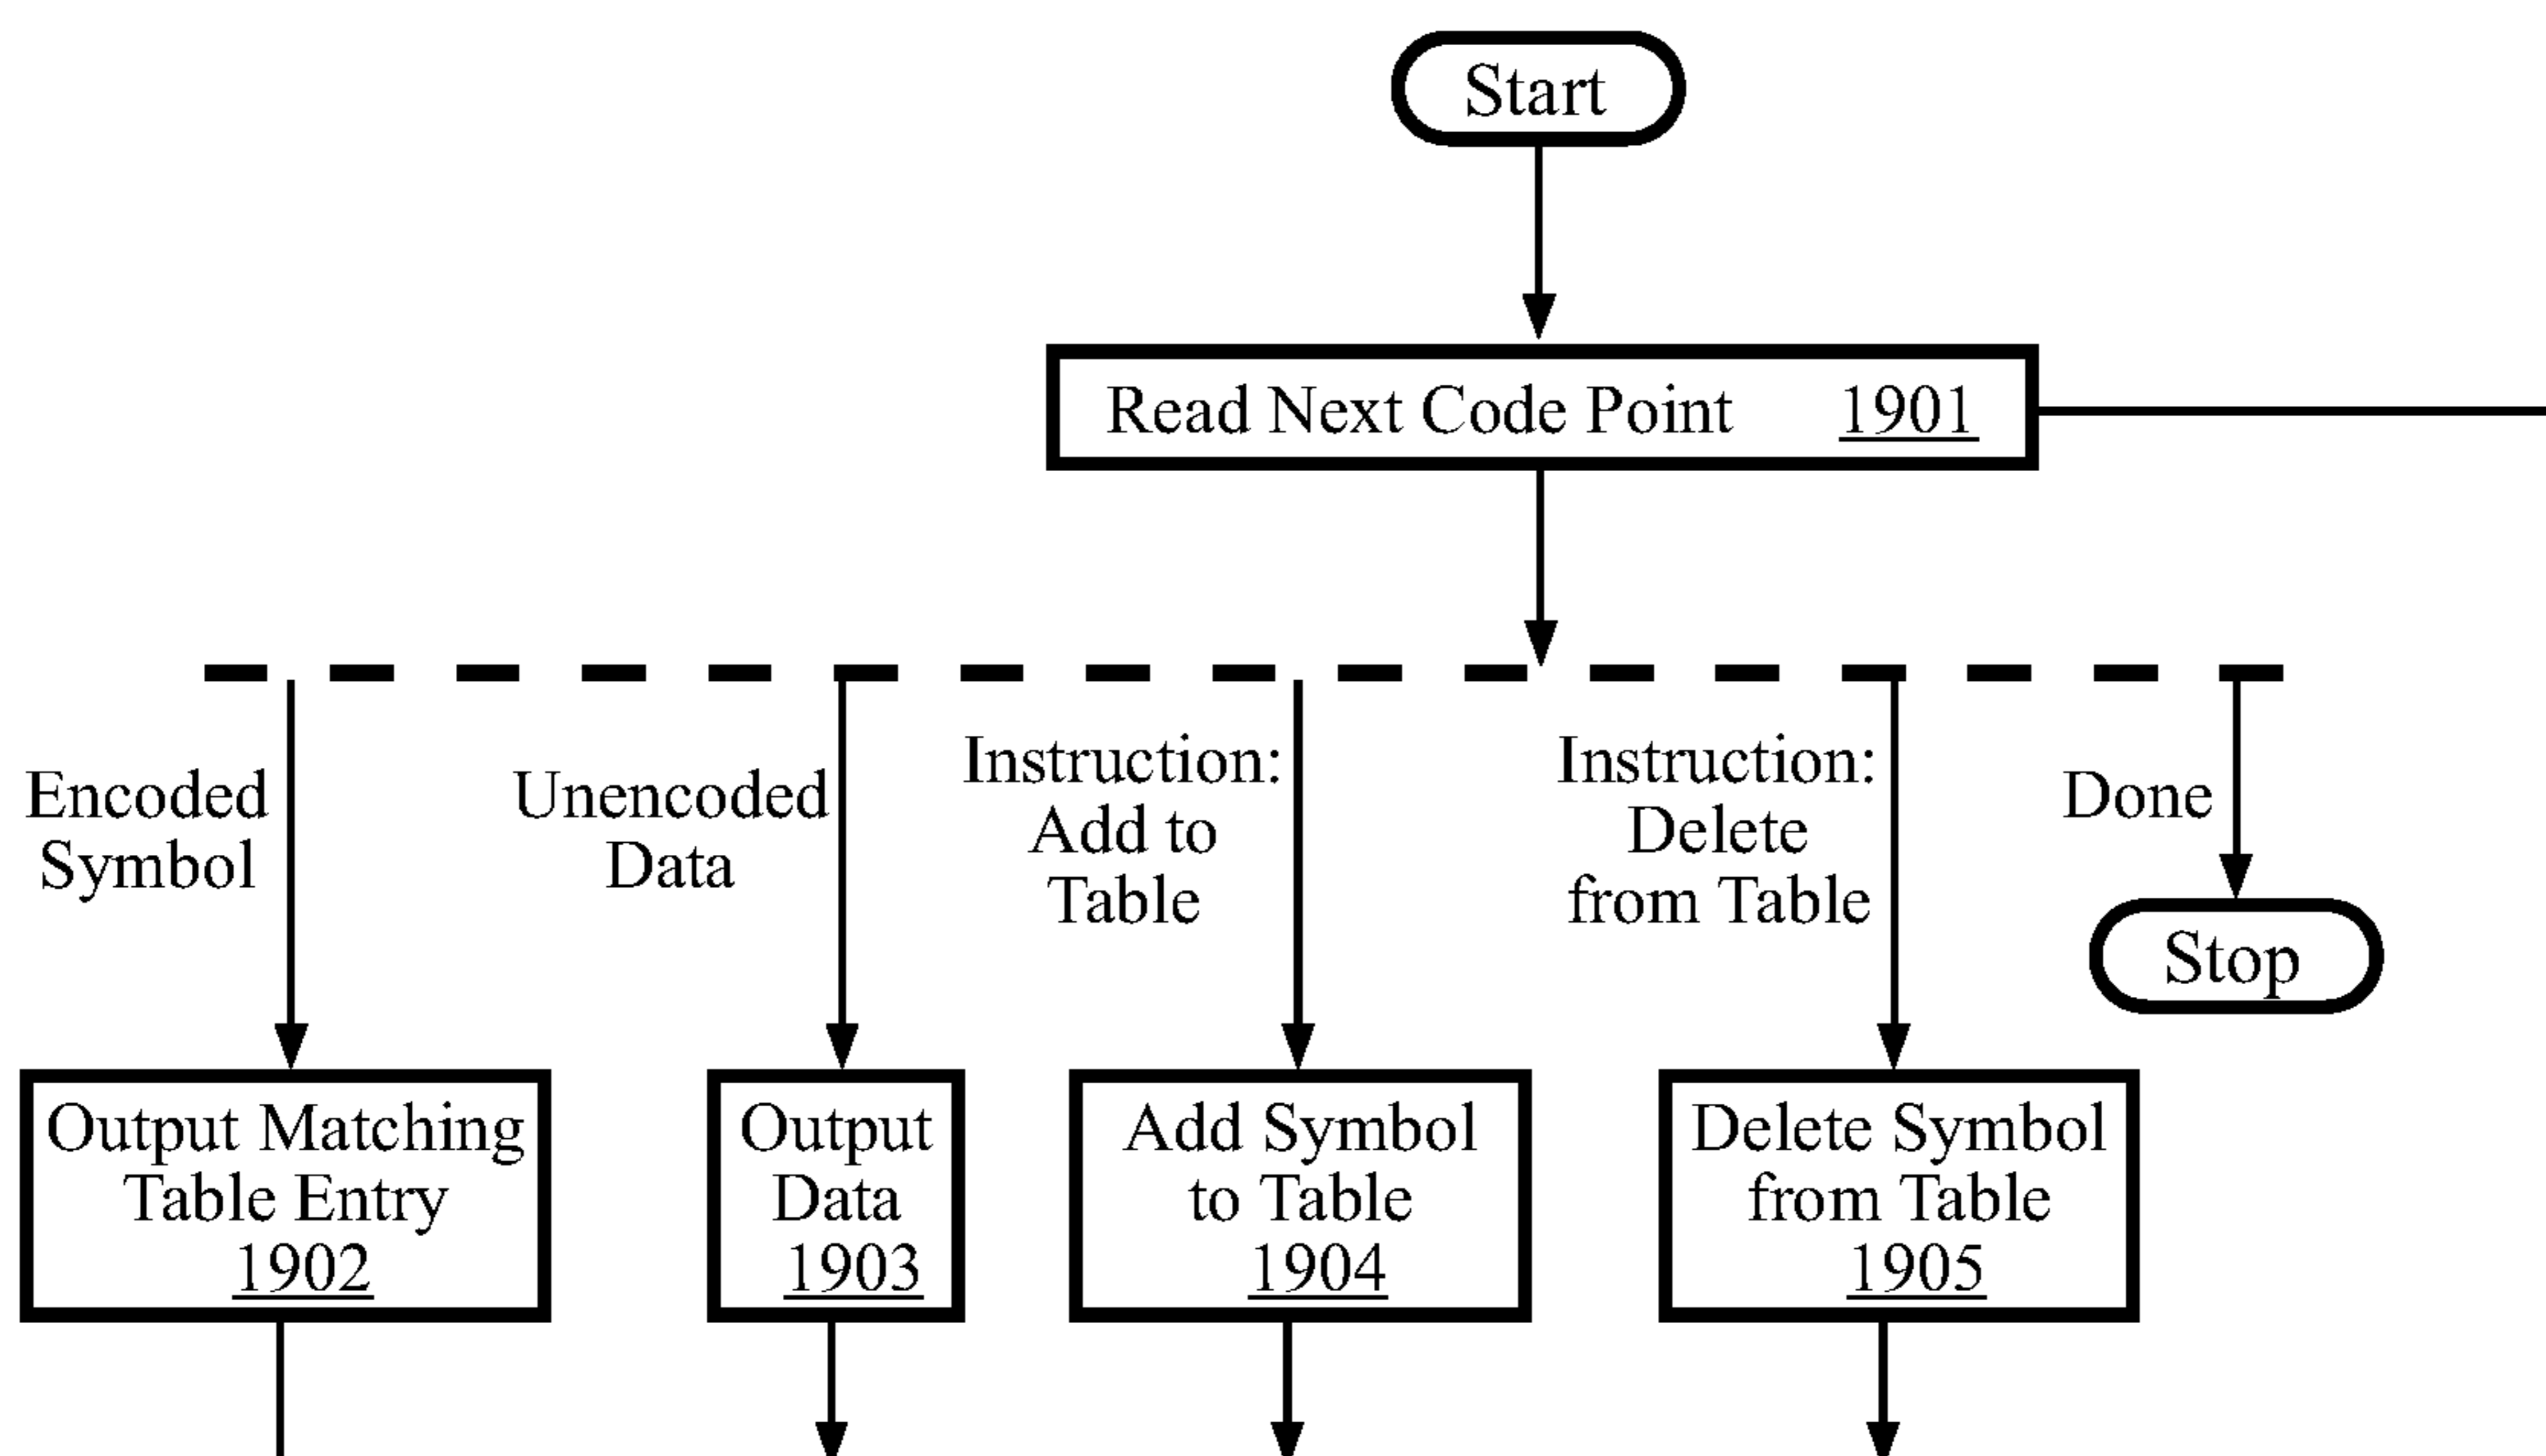 Start
Read Next Code Point 1901
Encoded
Symbol
Unencoded
Data
Instruction:
Add to
Table
Instruction:
Delete
from Table
Done
Stop
Output Matching
Table Entry
1902
Output
Data
1903
Add Symbol
to Table
1904
Delete Symbol
from Table
1905